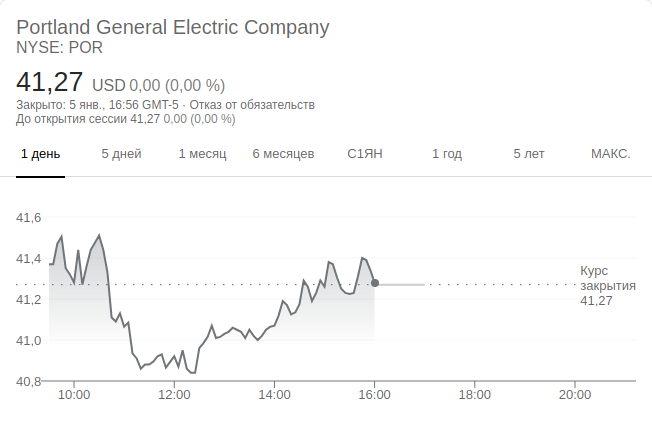 Portland General Electric Company
NYSE: POR
41,27 USD 0,00 (0,00 %)
Закрыто: 5 янв., 16:56 GMT-5 · Отказ от обязательств
До открытия сессии 41,27 0,00 (0,00 %)
1 день 5 дней 1 месяц 6 месяцев С1ЯН 1 год 5 лет МАКС.
41,6
41,4
Курс
закрытия
41,27
41,2
41,0
40,8
10:00 12:00 14:00 16:00 18:00 20:00